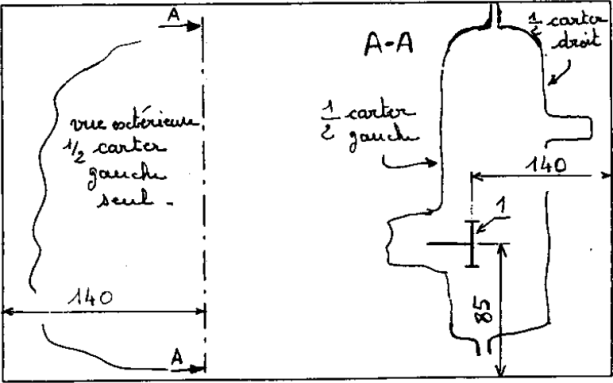 A
A-A
1/2 carter
droit
vue extérieure
1/2 carter
gauche
seul -
1/2 carter
gauche
140
1
140
85
A